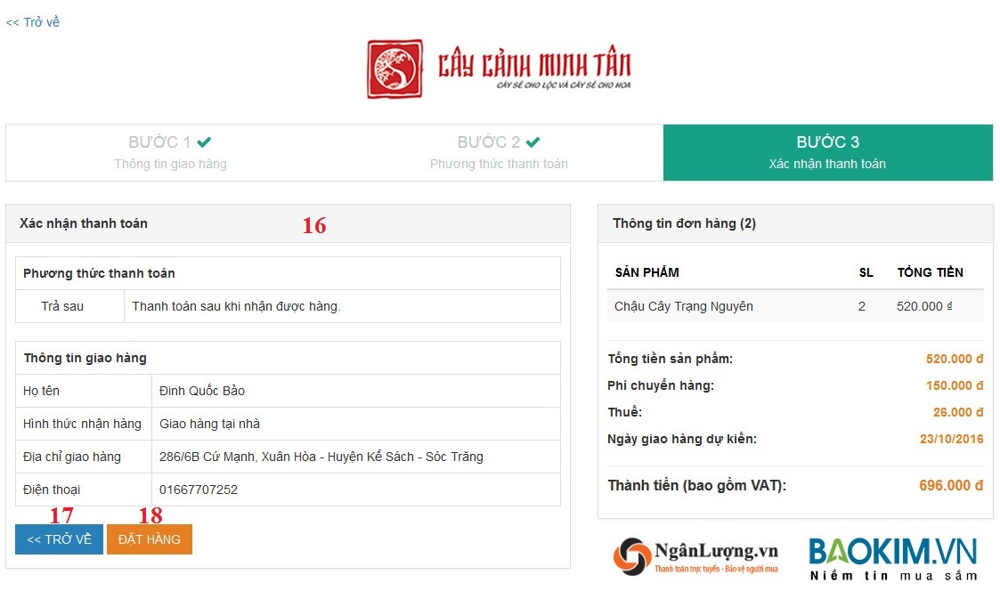 << Trở về
CÂY CẢNH MINH TÂN
CÂY SẼ CHO LỘC VÀ CÂY SẼ CHO HOA
BƯỚC 1
Thông tin giao hàng
BƯỚC 2
Phương thức thanh toán
BƯỚC 3
Xác nhận thanh toán
Xác nhận thanh toán
16
Phương thức thanh toán
Trả sau Thanh toán sau khi nhận được hàng.
Thông tin giao hàng
Họ tên Đinh Quốc Bảo
Hình thức nhận hàng Giao hàng tại nhà
Địa chỉ giao hàng 286/6B Cứ Mạnh, Xuân Hòa - Huyện Kế Sách - Sóc Trăng
Điện thoại 01667707252
17 18
<< TRỞ VỀ ĐẶT HÀNG
Thông tin đơn hàng (2)
SẢN PHẨM SL TỔNG TIỀN
Chậu Cây Trạng Nguyên 2 520.000 ₫
Tổng tiền sản phẩm: 520.000 đ
Phí chuyển hàng: 150.000 đ
Thuế: 26.000 đ
Ngày giao hàng dự kiến: 23/10/2016
Thành tiền (bao gồm VAT): 696.000 đ
NgânLượng.vn
Thanh toán trực tuyến - Bảo vệ người mua
BAOKIM.VN
Niềm tin mua sắm